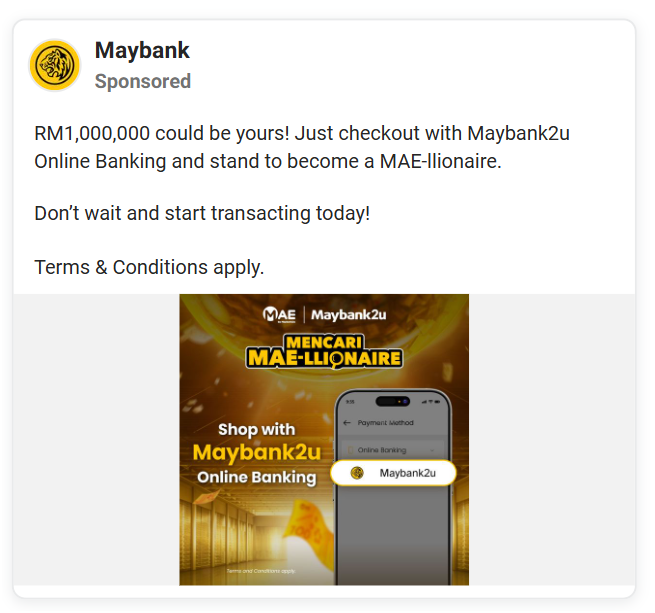 Maybank
Sponsored
RM1,000,000 could be yours! Just checkout with Maybank2u
Online Banking and stand to become a MAE-llionaire.
Don’t wait and start transacting today!
Terms & Conditions apply.
MAE Maybank2u
MENCARI
MAE-LLIONAIRE
Payment Method
Shop with
Maybank2u
Online Banking
Online Banking
Maybank2u
Terms and Conditions apply.